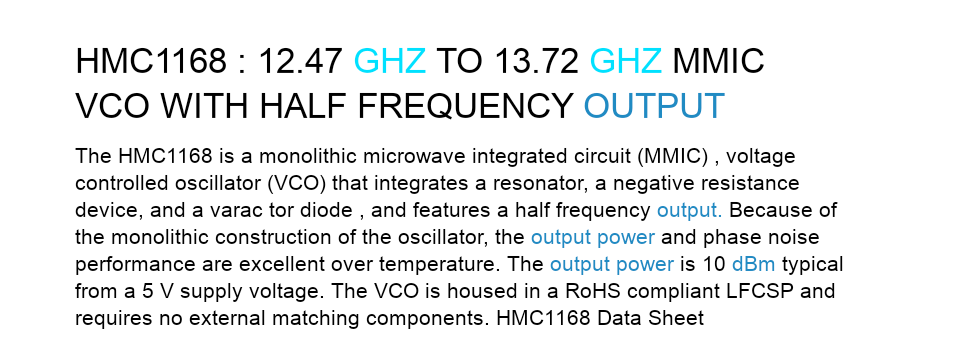 HMC1168 : 12.47 GHZ TO 13.72 GHZ MMIC
VCO WITH HALF FREQUENCY OUTPUT
The HMC1168 is a monolithic microwave integrated circuit (MMIC) , voltage
controlled oscillator (VCO) that integrates a resonator, a negative resistance
device, and a varac tor diode , and features a half frequency output. Because of
the monolithic construction of the oscillator, the output power and phase noise
performance are excellent over temperature. The output power is 10 dBm typical
from a 5 V supply voltage. The VCO is housed in a RoHS compliant LFCSP and
requires no external matching components. HMC1168 Data Sheet